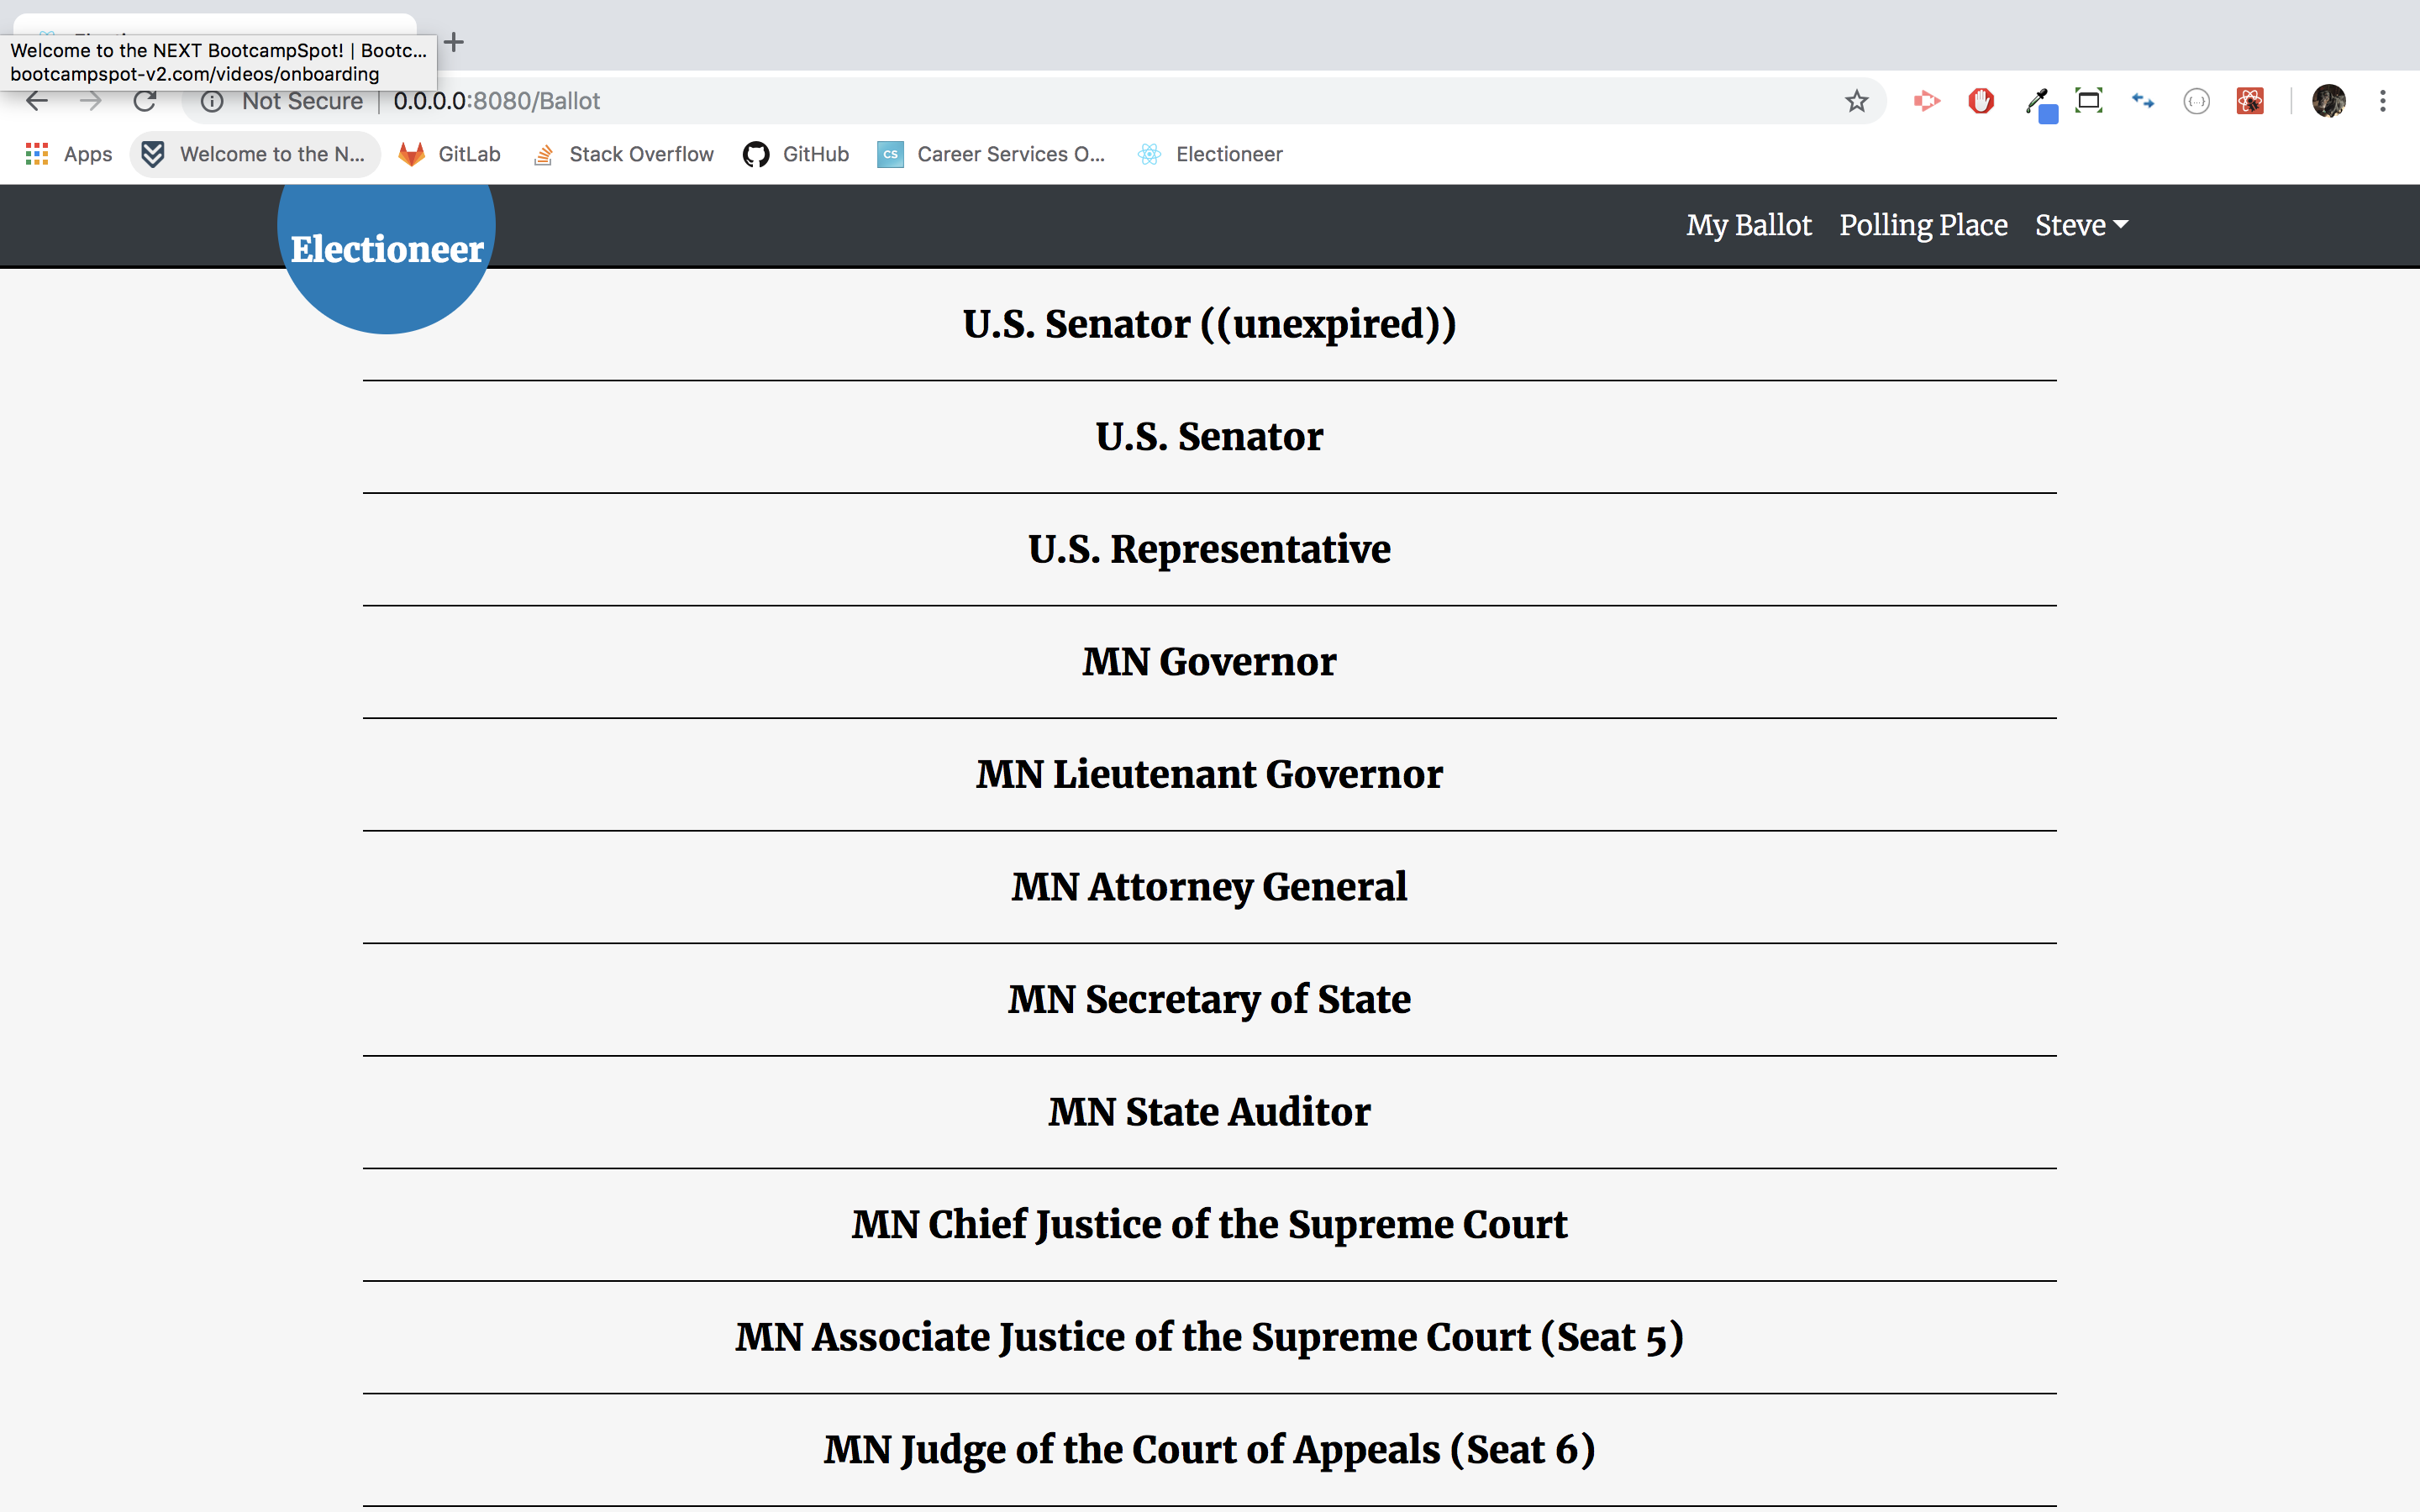 Welcome to the NEXT BootcampSpot! | Bootc...
bootcampspot-v2.com/videos/onboarding
Not Secure | 0.0.0.0:8080/Ballot
Apps Welcome to the N... GitLab Stack Overflow GitHub CS Career Services O... Electioneer
Electioneer My Ballot Polling Place Steve
U.S. Senator ((unexpired))
U.S. Senator
U.S. Representative
MN Governor
MN Lieutenant Governor
MN Attorney General
MN Secretary of State
MN State Auditor
MN Chief Justice of the Supreme Court
MN Associate Justice of the Supreme Court (Seat 5)
MN Judge of the Court of Appeals (Seat 6)